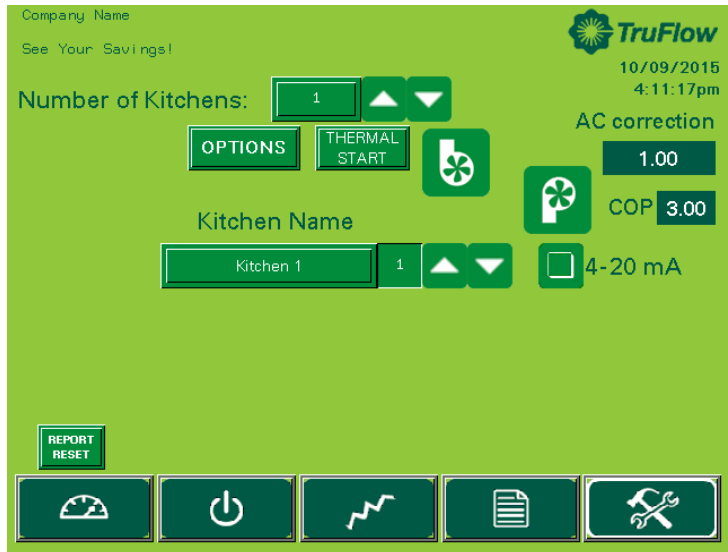 Company Name
See Your Savings!
TruFlow
10/09/2015
4:11:17pm
Number of Kitchens: 1
AC correction
1.00
OPTIONS
THERMAL
START
COP 3.00
Kitchen Name
Kitchen 1 1
4-20 mA
REPORT
RESET